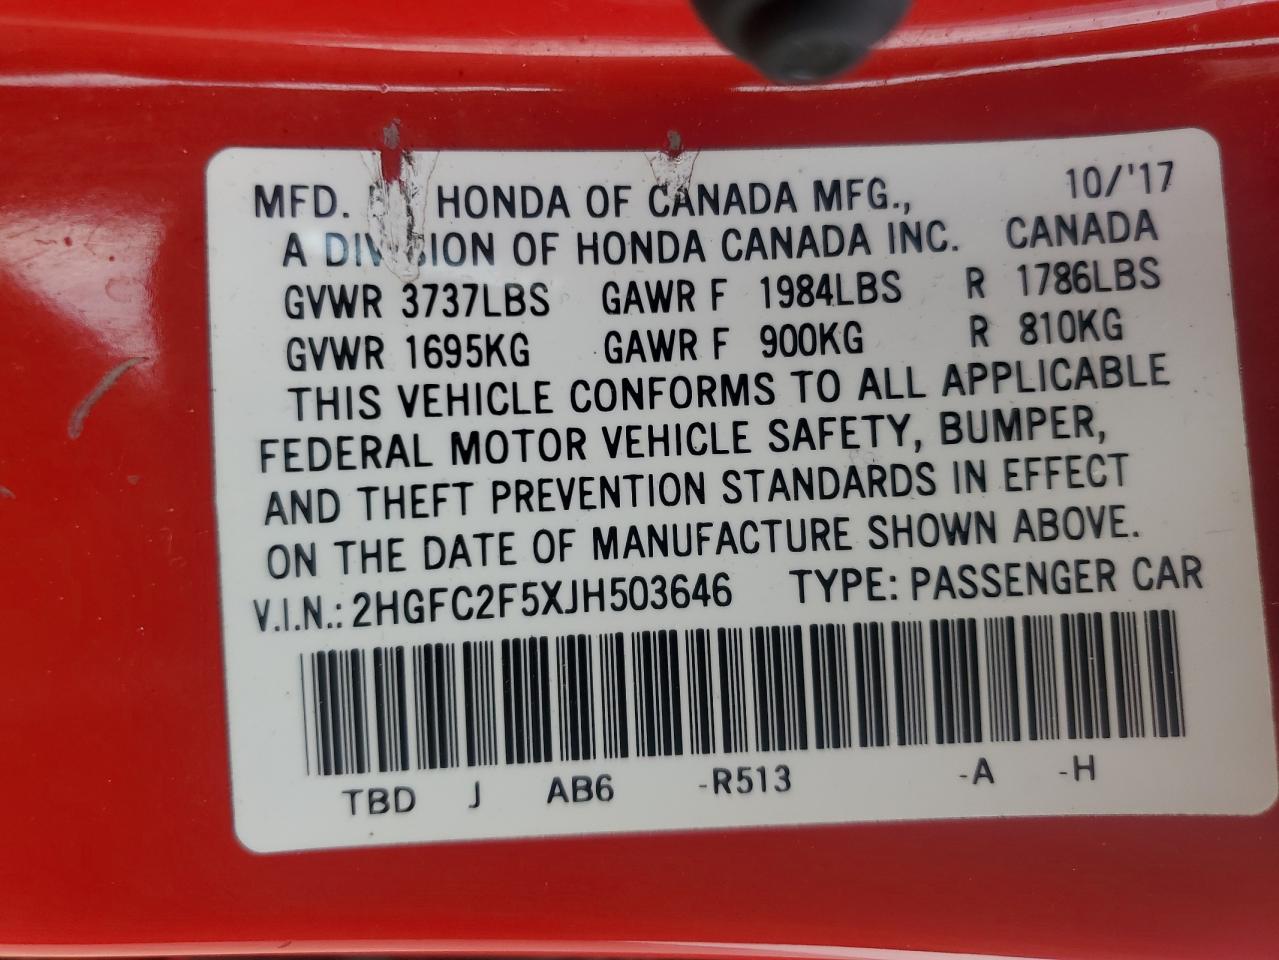 MFD. HONDA OF CANADA MFG., 10/'17
A DIVISION OF HONDA CANADA INC. CANADA
GVWR 3737LBS GAWR F 1984LBS R 1786LBS
GVWR 1695KG GAWR F 900KG R 810KG
THIS VEHICLE CONFORMS TO ALL APPLICABLE
FEDERAL MOTOR VEHICLE SAFETY, BUMPER,
AND THEFT PREVENTION STANDARDS IN EFFECT
ON THE DATE OF MANUFACTURE SHOWN ABOVE.
V.I.N.: 2HGFC2F5XJH503646 TYPE: PASSENGER CAR
TBD J AB6 -R513 -A -H